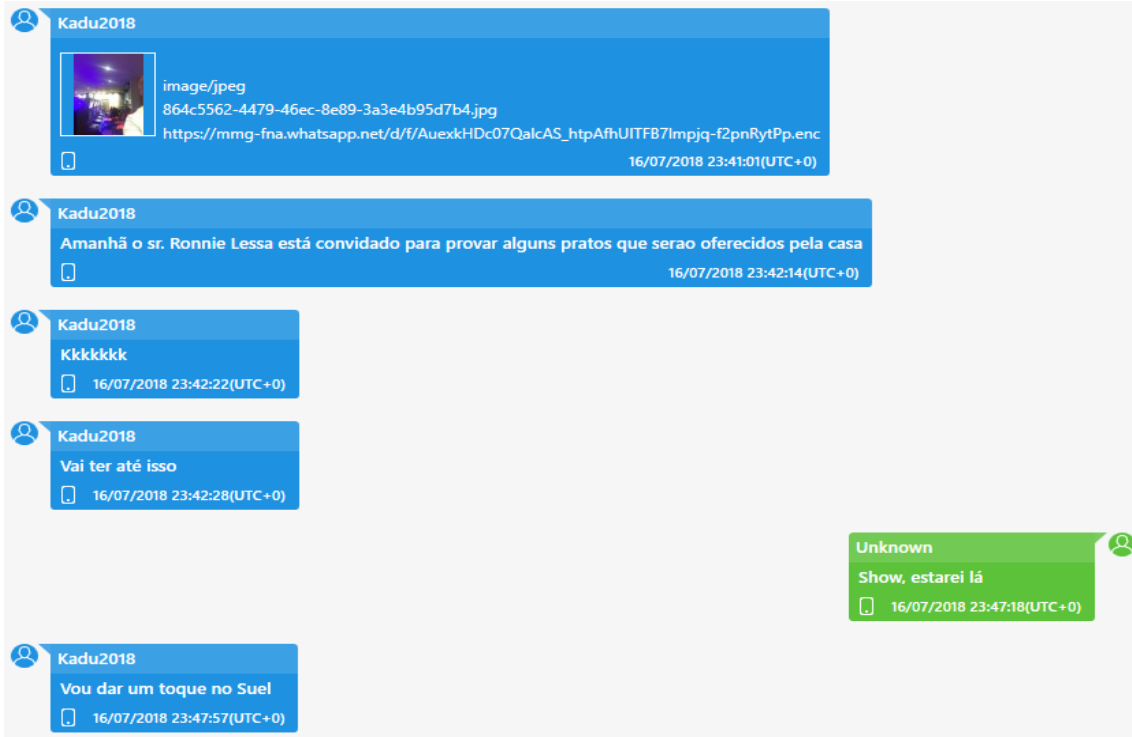 Kadu2018
image/jpeg
864c5562-4479-46ec-8e89-3a3e4b95d7b4.jpg
https://mmg-fna.whatsapp.net/d/f/AuexkHDc07QalcAS_htpAfhUITFB7lmpjq-f2pnRytPp.enc
16/07/2018 23:41:01(UTC+0)
Kadu2018
Amanhã o sr. Ronnie Lessa está convidado para provar alguns pratos que serao oferecidos pela casa
16/07/2018 23:42:14(UTC+0)
Kadu2018
Kkkkkkk
16/07/2018 23:42:22(UTC+0)
Kadu2018
Vai ter até isso
16/07/2018 23:42:28(UTC+0)
Unknown
Show, estarei lá
16/07/2018 23:47:18(UTC+0)
Kadu2018
Vou dar um toque no Suel
16/07/2018 23:47:57(UTC+0)